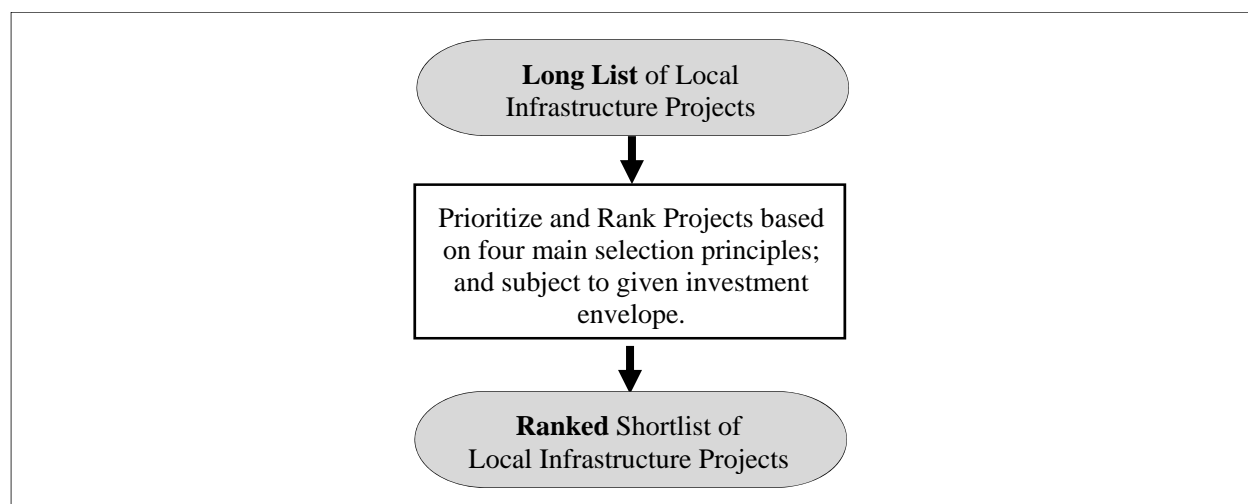 Long List of Local
Infrastructure Projects
Prioritize and Rank Projects based
on four main selection principles;
and subject to given investment
envelope.
Ranked Shortlist of
Local Infrastructure Projects